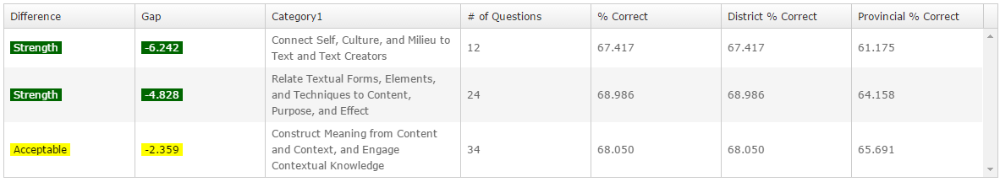 Difference Gap Category1 # of Questions % Correct District % Correct Provincial % Correct
Strength -6.242 Connect Self, Culture, and Milieu to
Text and Text Creators 12 67.417 67.417 61.175
Strength -4.828 Relate Textual Forms, Elements,
and Techniques to Content,
Purpose, and Effect 24 68.986 68.986 64.158
Acceptable -2.359 Construct Meaning from Content
and Context, and Engage
Contextual Knowledge 34 68.050 68.050 65.691